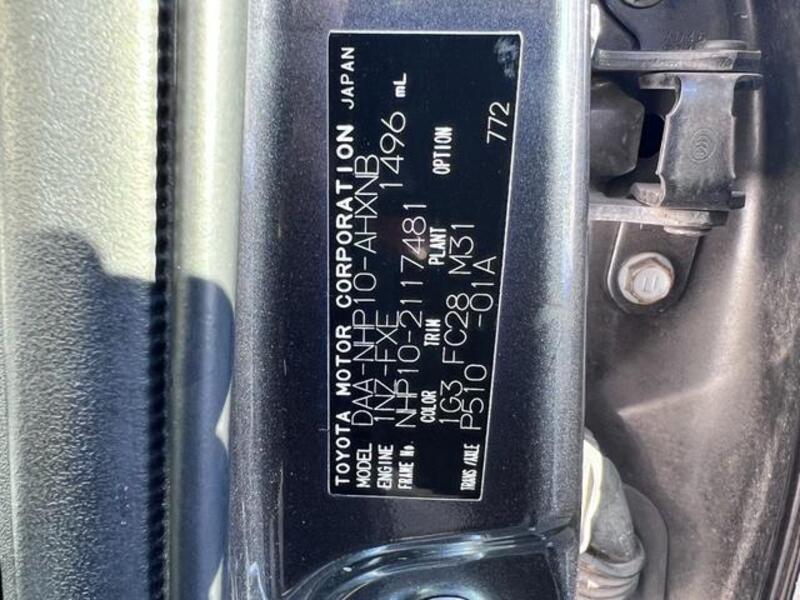 TOYOTA MOTOR CORPORATION JAPAN
MODEL DAA-NHP10-AHXNB
ENGINE 1NZ-FXE 1496 mL
FRAME No. NHP10-2117481
COLOR TRIM PLANT OPTION
1G3 FC28 M31
TRANS/AXLE P510 -01A 772